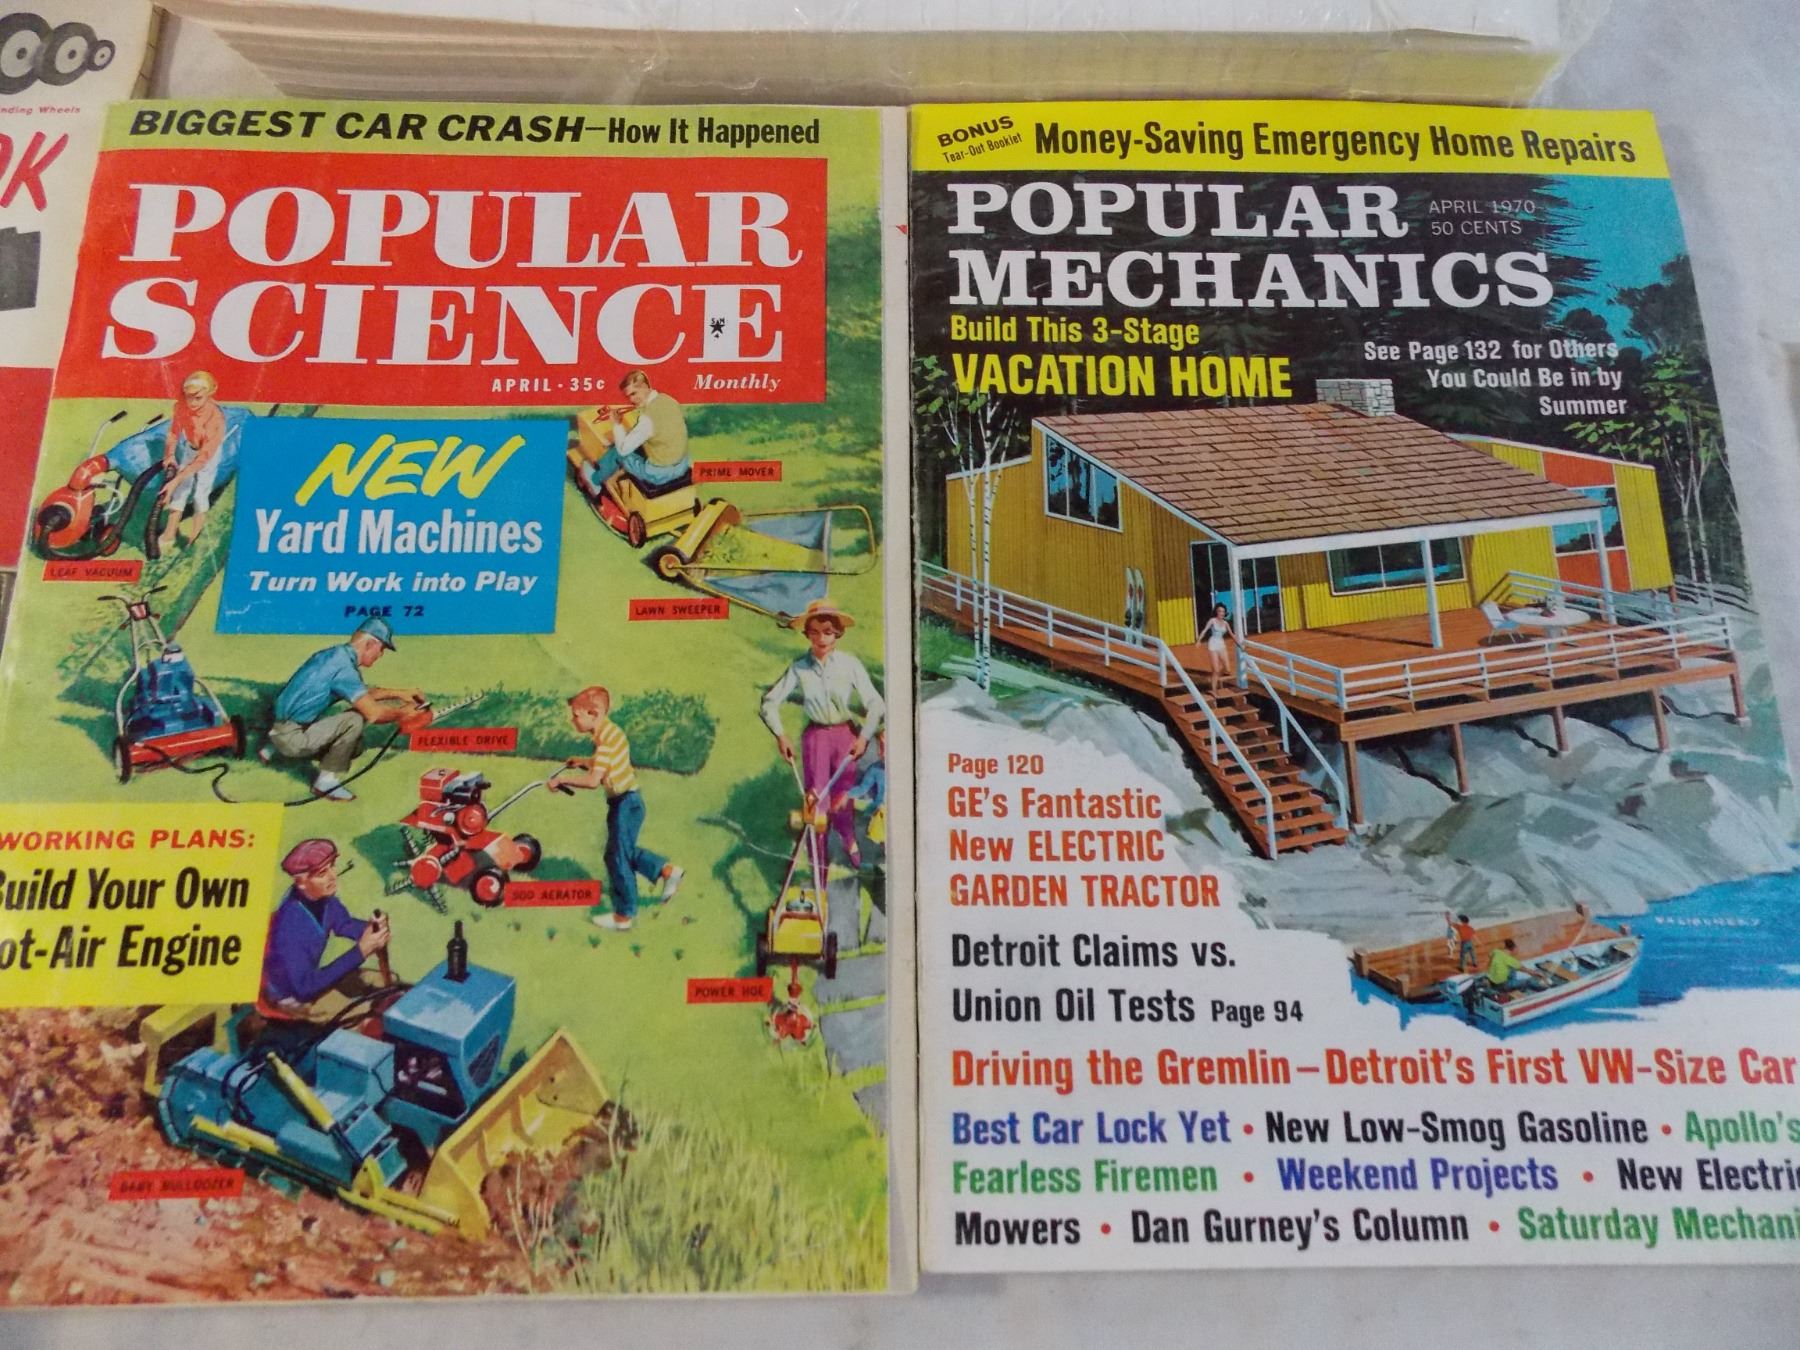 nding Wheels
OK
BIGGEST CAR CRASH—How It Happened
POPULAR
SCIENCE
APRIL · 35c Monthly
NEW
Yard Machines
Turn Work into Play
PAGE 72
PRIME MOVER
LEAF VACUUM
LAWN SWEEPER
FLEXIBLE DRIVE
SOD AERATOR
POWER HOE
WORKING PLANS:
Build Your Own
ot-Air Engine
BABY BULLDOZER
BONUS
Tear-Out Booklet
Money-Saving Emergency Home Repairs
POPULAR
APRIL 1970
50 CENTS
MECHANICS
Build This 3-Stage
VACATION HOME
See Page 132 for Others
You Could Be in by
Summer
Page 120
GE's Fantastic
New ELECTRIC
GARDEN TRACTOR
Detroit Claims vs.
Union Oil Tests Page 94
Driving the Gremlin—Detroit's First VW-Size Car
Best Car Lock Yet • New Low-Smog Gasoline • Apollo's
Fearless Firemen • Weekend Projects • New Electri
Mowers • Dan Gurney's Column • Saturday Mechani